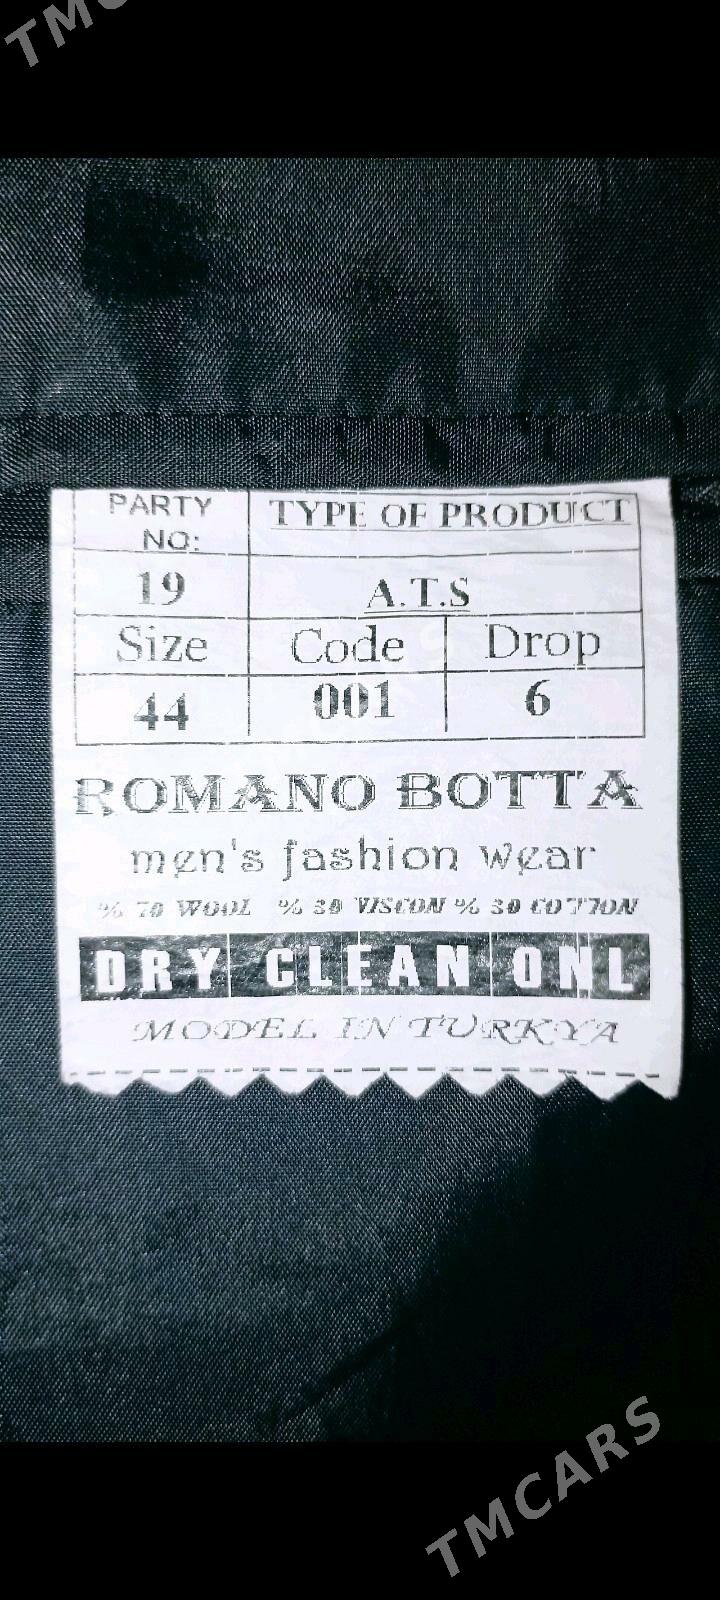 TMC
PARTY NO:
TYPE OF PRODUCT
19
A.T.S
Size
Code
Drop
44
001
6
ROMANO BOTTA
men's fashion wear
% 70 WOOL % 30 VISCON % 30 COTTON
DRY CLEAN ONL
MODEL IN TURKYA
TMCARS